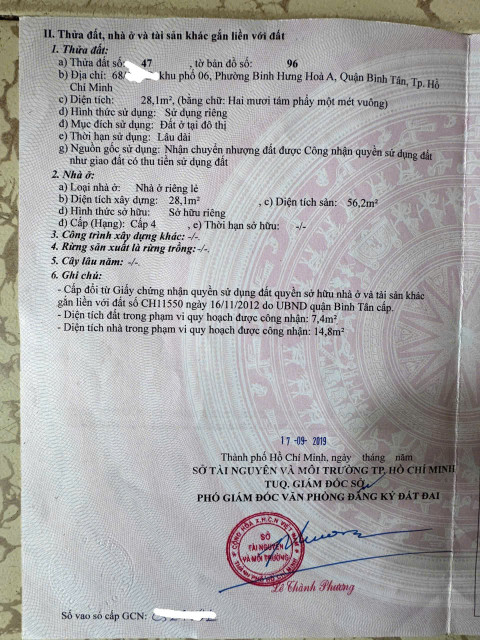 II. Thửa đất, nhà ở và tài sản khác gắn liền với đất
1. Thửa đất:
a) Thửa đất số: 47 , tờ bản đồ số: 96
b) Địa chỉ: 68/ khu phố 06, Phường Bình Hưng Hoà A, Quận Bình Tân, Tp. Hồ
Chí Minh
c) Diện tích: 28,1m², (bằng chữ: Hai mươi tám phẩy một mét vuông)
d) Hình thức sử dụng: Sử dụng riêng
đ) Mục đích sử dụng: Đất ở tại đô thị
e) Thời hạn sử dụng: Lâu dài
g) Nguồn gốc sử dụng: Nhận chuyển nhượng đất được Công nhận quyền sử dụng đất
như giao đất có thu tiền sử dụng đất
2. Nhà ở:
a) Loại nhà ở: Nhà ở riêng lẻ
b) Diện tích xây dựng: 28,1m² , c) Diện tích sàn: 56,2m²
d) Hình thức sở hữu: Sở hữu riêng
đ) Cấp (Hạng): Cấp 4 , e) Thời hạn sở hữu: -/-
3. Công trình xây dựng khác: -/-
4. Rừng sản xuất là rừng trồng: -/-
5. Cây lâu năm: -/-
6. Ghi chú:
- Cấp đổi từ Giấy chứng nhận quyền sử dụng đất quyền sở hữu nhà ở và tài sản khác
gắn liền với đất số CH11550 ngày 16/11/2012 do UBND quận Bình Tân cấp.
- Diện tích đất trong phạm vi quy hoạch được công nhận: 7,4m²
- Diện tích nhà trong phạm vi quy hoạch được công nhận: 14,8m²
17-09-2019
Thành phố Hồ Chí Minh, ngày tháng năm
SỞ TÀI NGUYÊN VÀ MÔI TRƯỜNG TP. HỒ CHÍ MINH
TUQ. GIÁM ĐỐC SỞ
PHÓ GIÁM ĐỐC VĂN PHÒNG ĐĂNG KÝ ĐẤT ĐAI
CỘNG HÒA X.H.C.N VIỆT NAM
SỞ
TÀI NGUYÊN
VÀ MÔI TRƯỜNG
THÀNH PHỐ HỒ CHÍ MINH
Lê Thành Phương
Số vào sổ cấp GCN: